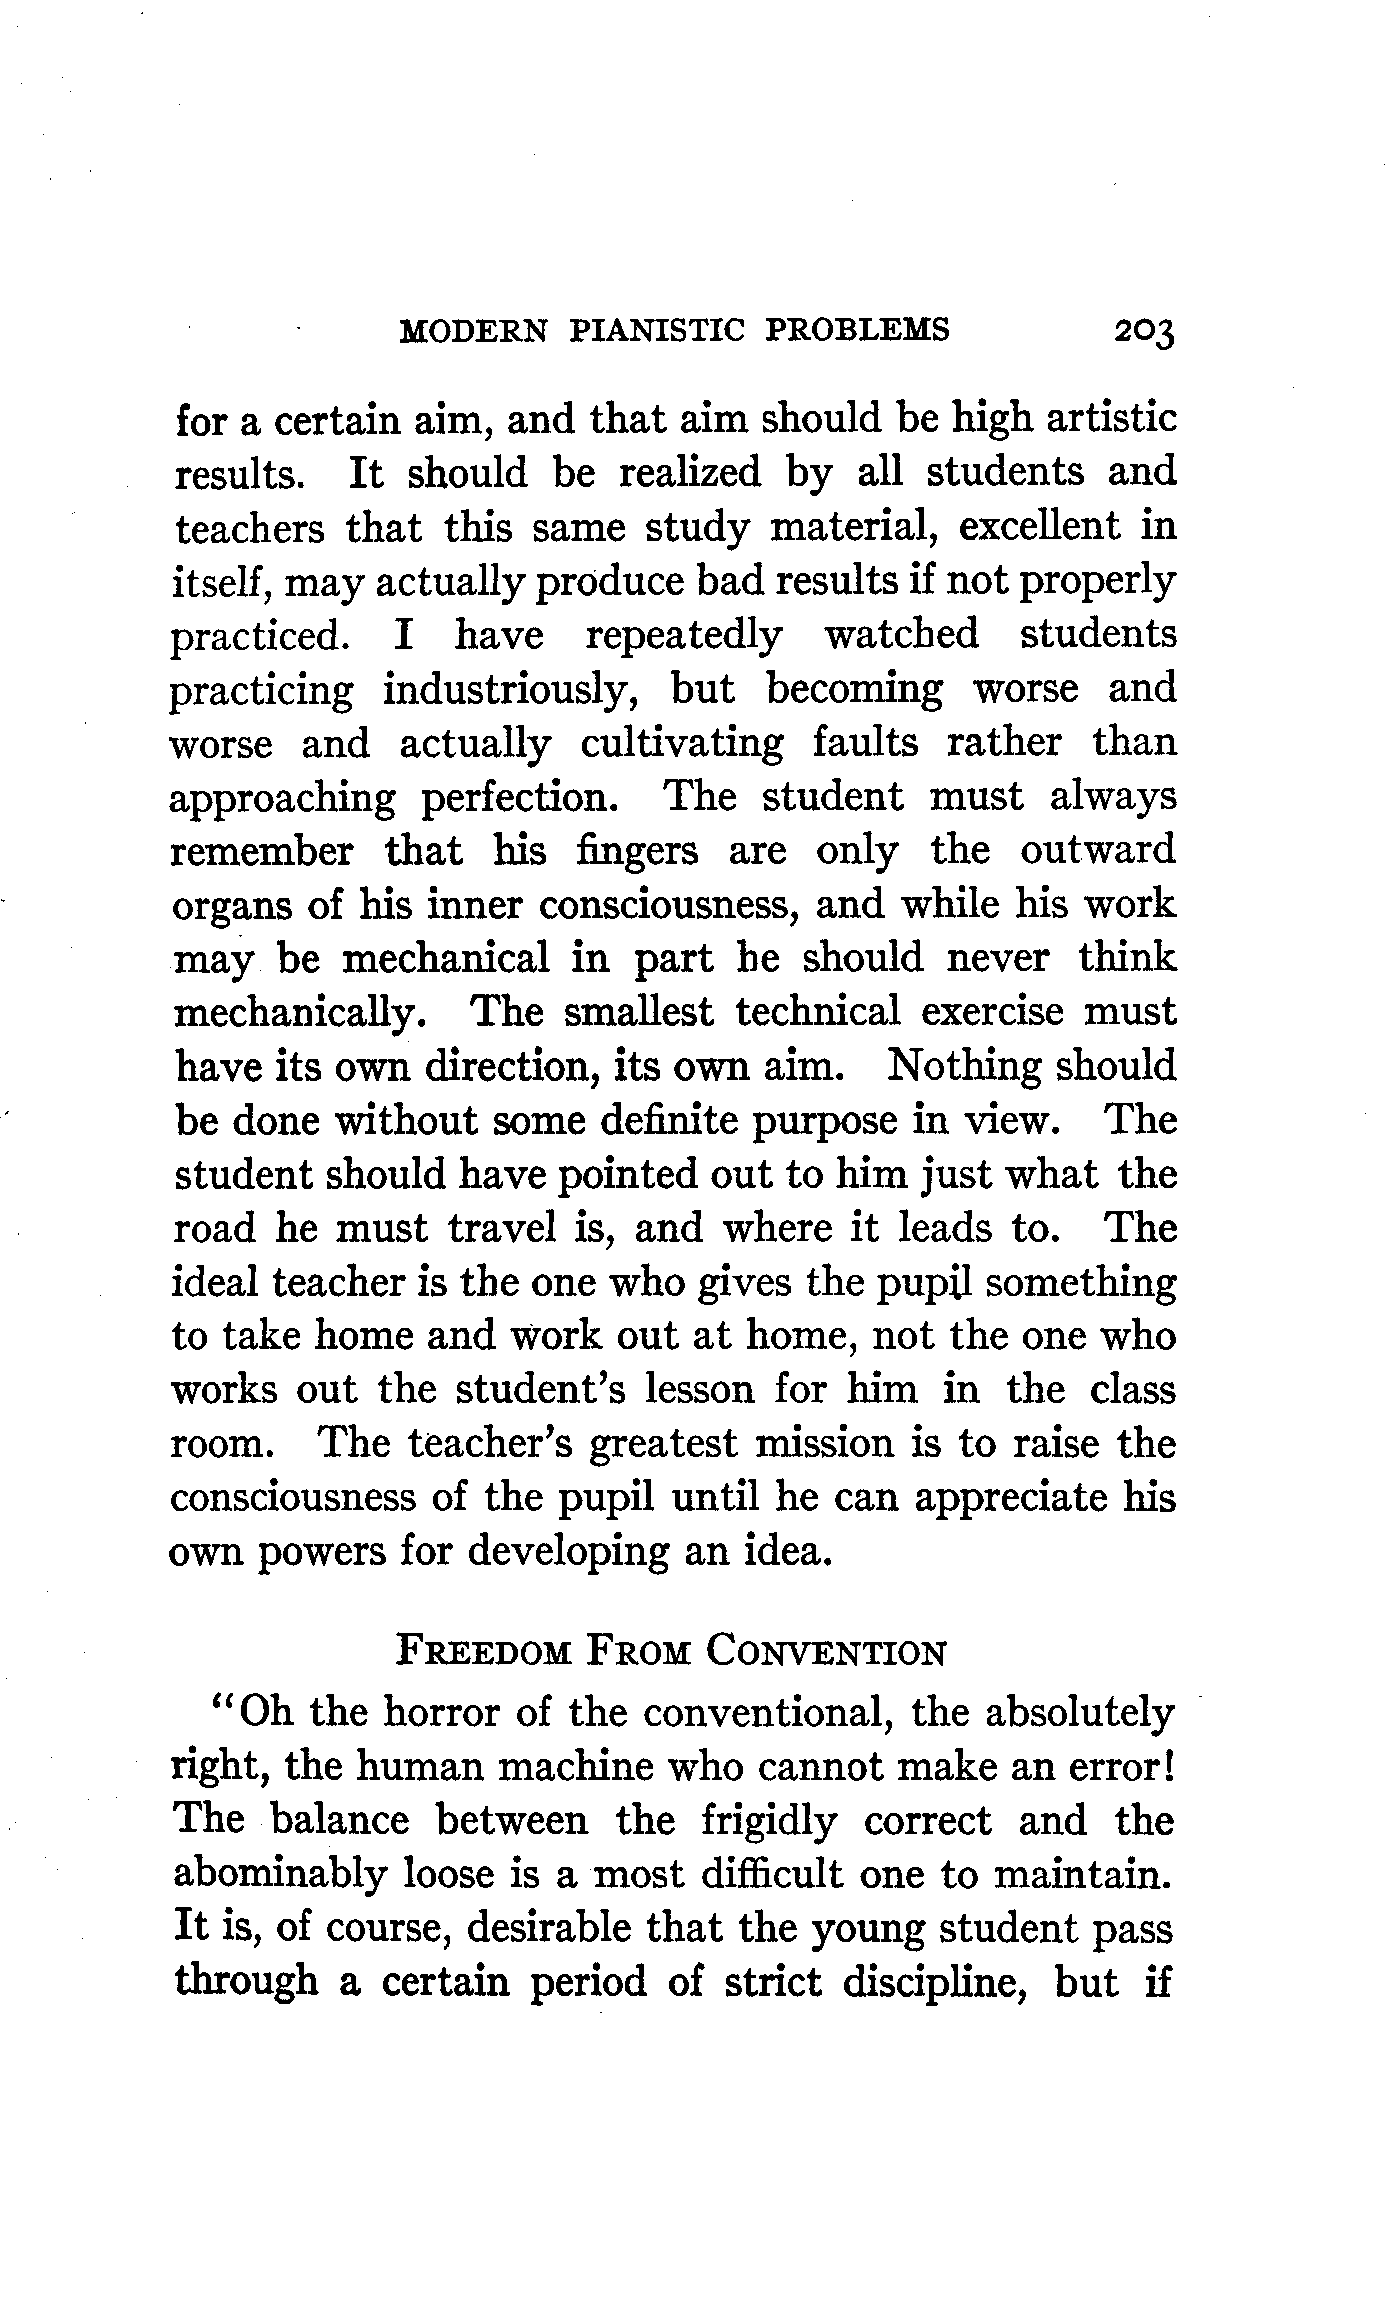 MODERN PIANISTIC PROBLEMS 203
for a certain aim, and that aim should be high artistic
results. It should be realized by all students and
teachers that this same study material, excellent in
itself, may actually produce bad results if not properly
practiced. I have repeatedly watched students
practicing industriously, but becoming worse and
worse and actually cultivating faults rather than
approaching perfection. The student must always
remember that his fingers are only the outward
organs of his inner consciousness, and while his work
may be mechanical in part he should never think
mechanically. The smallest technical exercise must
have its own direction, its own aim. Nothing should
be done without some definite purpose in view. The
student should have pointed out to him just what the
road he must travel is, and where it leads to. The
ideal teacher is the one who gives the pupil something
to take home and work out at home, not the one who
works out the student's lesson for him in the class
room. The teacher's greatest mission is to raise the
consciousness of the pupil until he can appreciate his
own powers for developing an idea.
FREEDOM FROM CONVENTION
"Oh the horror of the conventional, the absolutely
right, the human machine who cannot make an error!
The balance between the frigidly correct and the
abominably loose is a most difficult one to maintain.
It is, of course, desirable that the young student pass
through a certain period of strict discipline, but if